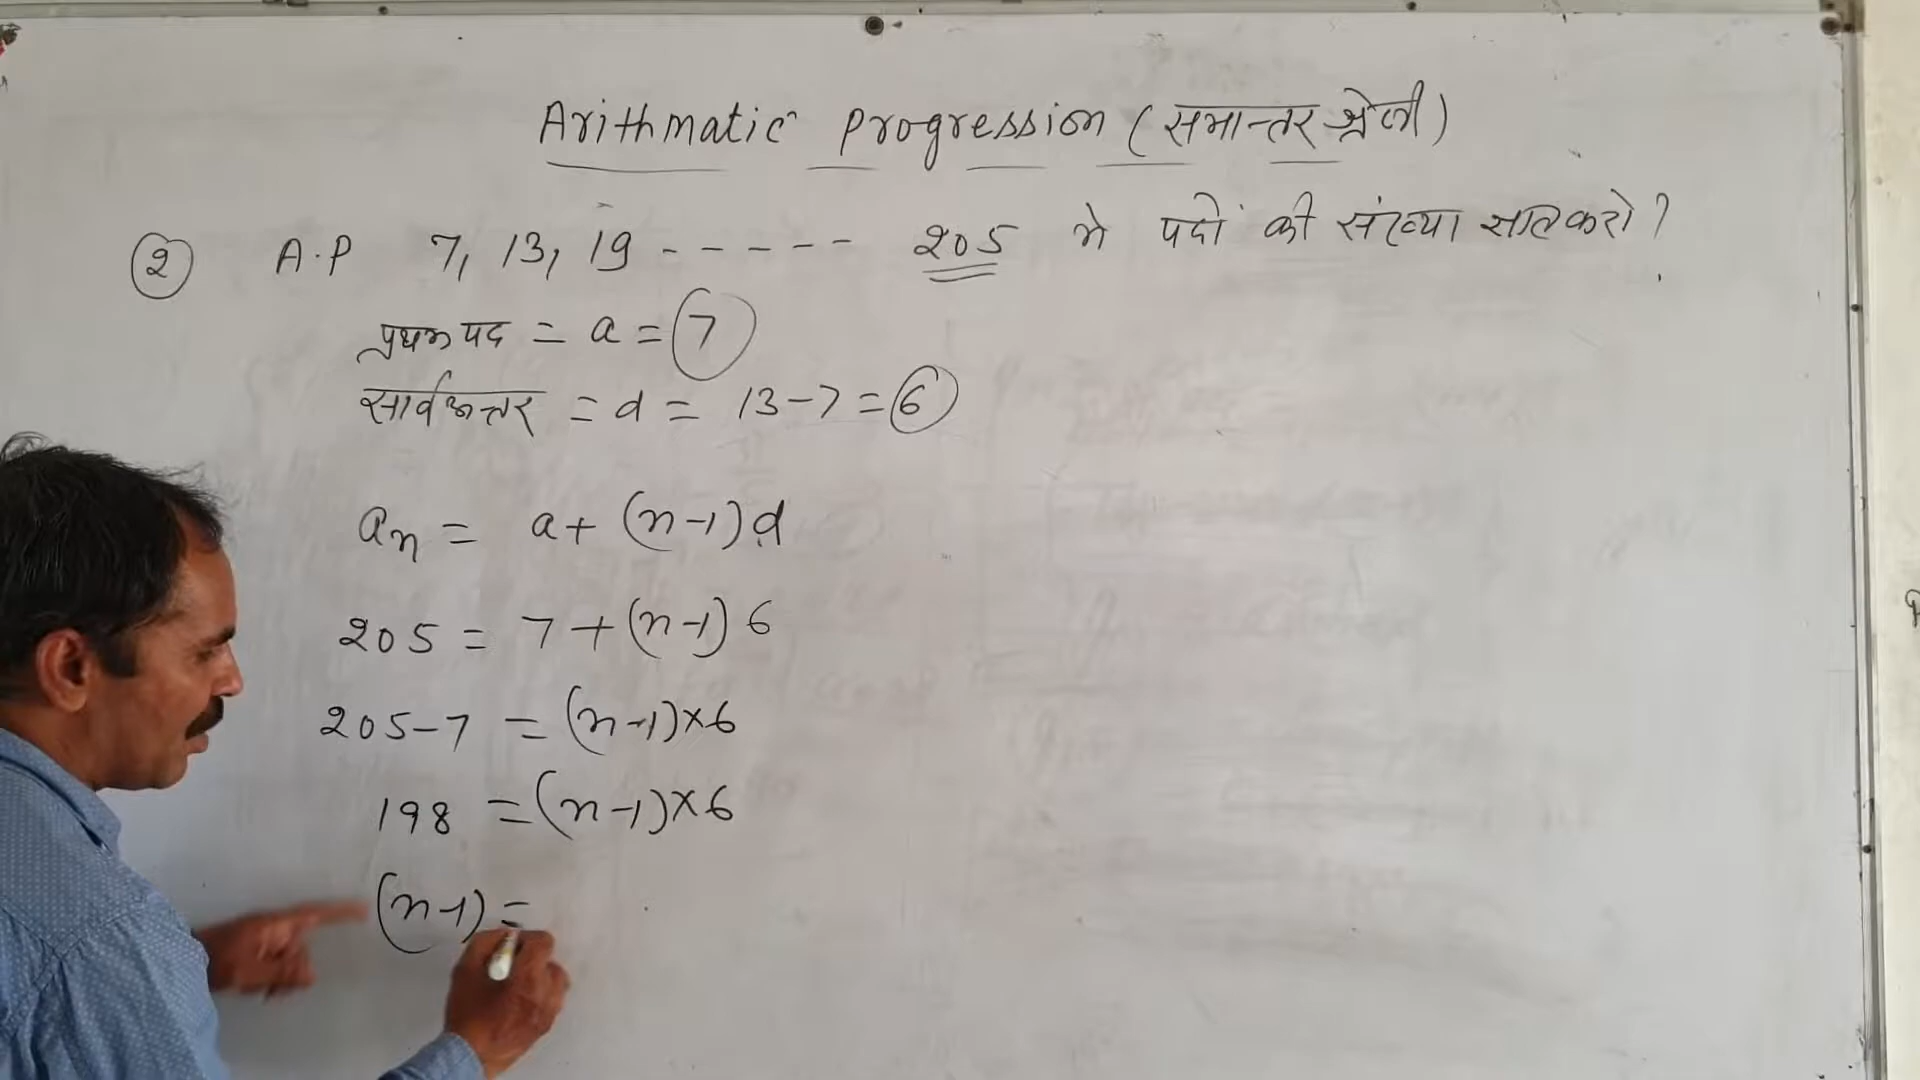 Arithmatic Progression (समान्तर श्रेणी)
② A.P 7, 13, 19 ------ 205 मे पदों की संख्या ज्ञात करो?
प्रथम पद = a = 7
सार्वअन्तर = d = 13-7 = 6
an = a+(n-1)d
205 = 7+(n-1)6
205-7 = (n-1)×6
198 = (n-1)×6
(n-1) =